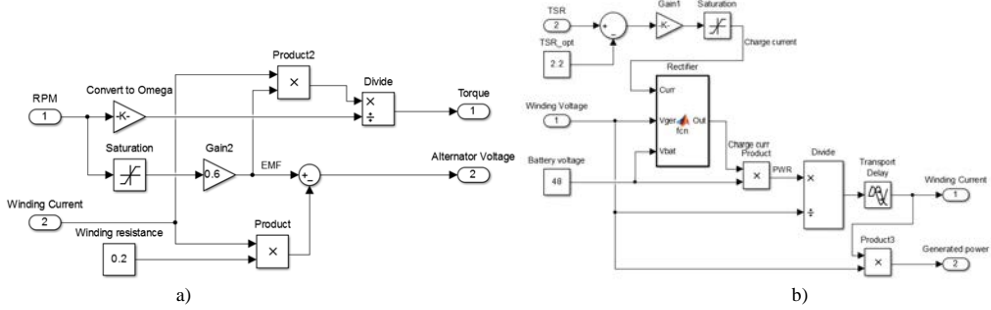 Product2
×
Divide
×
÷
Torque
1
RPM
1
Convert to Omega
-K-
Saturation
Gain2
0.6
EMF
+
−
Alternator Voltage
2
Winding Current
2
Product
×
Winding resistance
0.2
a)
TSR
2
+
−
TSR_opt
2.2
Gain1
-K-
Saturation
Charge current
Rectifier
Curr
Vger
Out
fcn
Vbat
Winding Voltage
1
Battery voltage
48
Charge curr
Product
×
PWR
Divide
×
÷
Transport
Delay
Winding Current
1
Product3
×
Generated power
2
b)